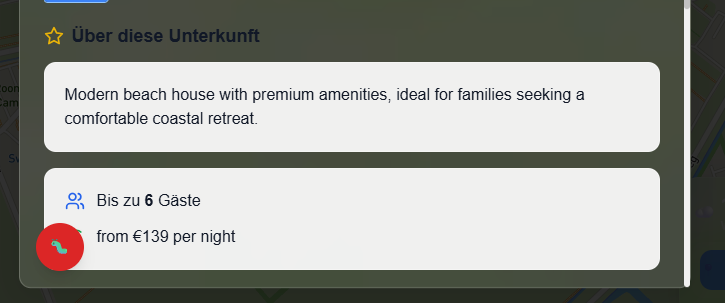 Über diese Unterkunft
Modern beach house with premium amenities, ideal for families seeking a
comfortable coastal retreat.
Bis zu 6 Gäste
from €139 per night